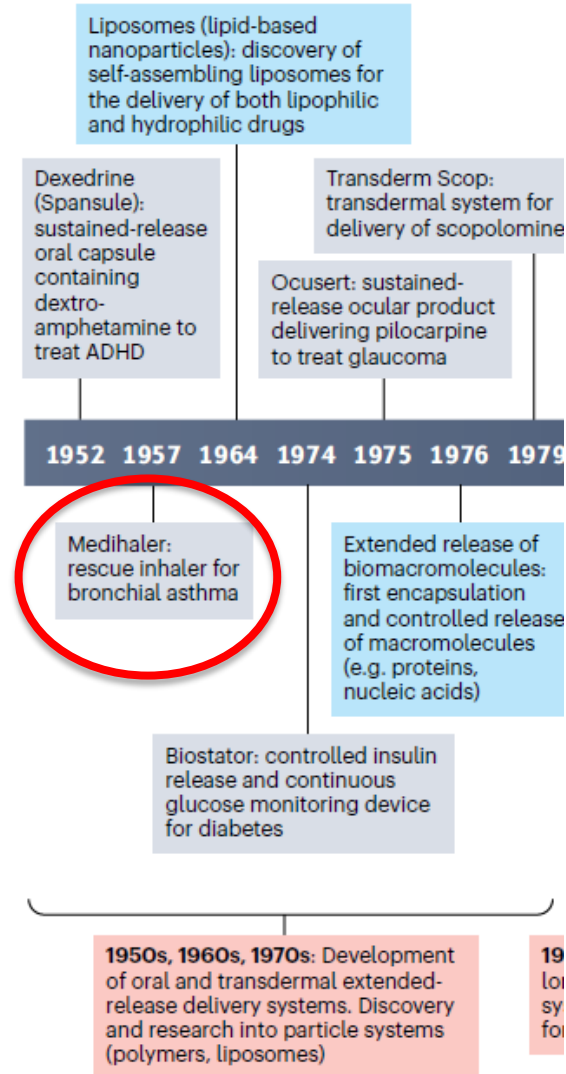 Liposomes (lipid-based
nanoparticles): discovery of
self-assembling liposomes for
the delivery of both lipophilic
and hydrophilic drugs
Dexedrine
(Spansule):
sustained-release
oral capsule
containing
dextro-
amphetamine to
treat ADHD
Transderm Scop:
transdermal system for
delivery of scopolomine
Ocusert: sustained-
release ocular product
delivering pilocarpine
to treat glaucoma
1952 1957 1964 1974 1975 1976 1979
Medihaler:
rescue inhaler for
bronchial asthma
Extended release of
biomacromolecules:
first encapsulation
and controlled release
of macromolecules
(e.g. proteins,
nucleic acids)
Biostator: controlled insulin
release and continuous
glucose monitoring device
for diabetes
1950s, 1960s, 1970s: Development
of oral and transdermal extended-
release delivery systems. Discovery
and research into particle systems
(polymers, liposomes)